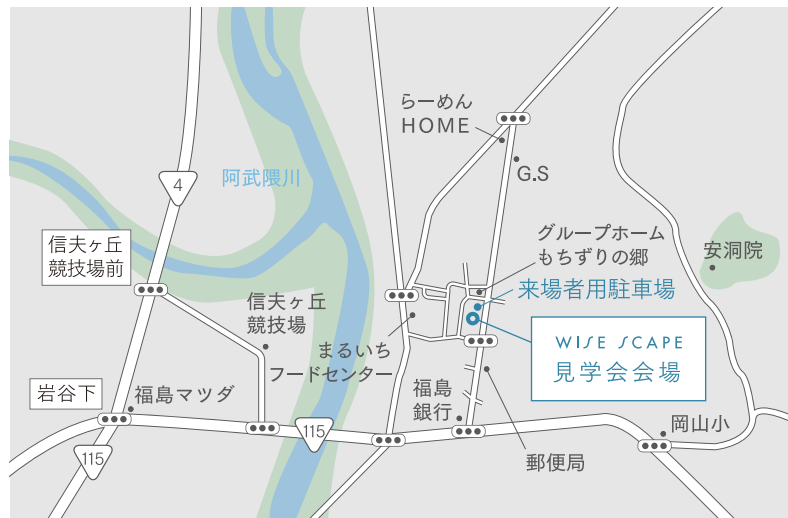 らーめん
HOME
G.S
4
阿武隈川
信夫ヶ丘
競技場前
グループホーム
もちずりの郷
安洞院
来場者用駐車場
信夫ヶ丘
競技場
まるいち
フードセンター
WISE SCAPE
見学会会場
岩谷下
福島マツダ
福島
銀行
115
岡山小
115
郵便局